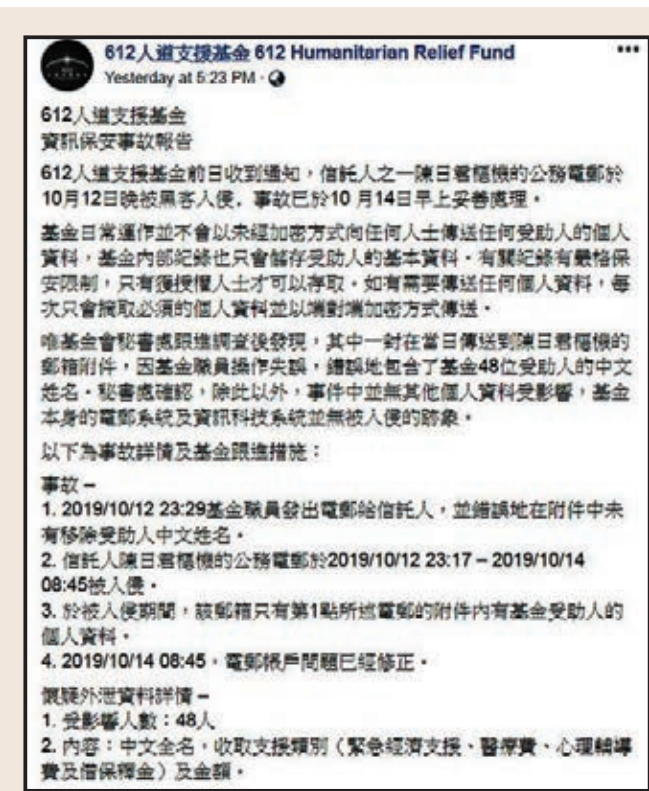 612人道支援基金 612 Humanitarian Relief Fund
Yesterday at 5:23 PM ·
612人道支援基金
資訊保安事故報告
612人道支援基金前日收到通知，信託人之一陳日君樞機的公務電郵於
10月12日晚被黑客入侵，事故已於10 月14日早上妥善處理。
基金日常運作並不會以未經加密方式向任何人士傳送任何受助人的個人
資料，基金內部紀錄也只會儲存受助人的基本資料。有關紀錄有嚴格保
安限制，只有獲授權人士才可以存取。如有需要傳送任何個人資料，每
次只會擷取必須的個人資料並以端對端加密方式傳送。
唯基金會秘書處跟進調查後發現，其中一封在當日傳送到陳日君樞機的
郵箱附件，因基金職員操作失誤，錯誤地包含了基金48位受助人的中文
姓名。秘書處確認，除此以外，事件中並無其他個人資料受影響，基金
本身的電郵系統及資訊科技系統並無被入侵的跡象。
以下為事故詳情及基金跟進措施：
事故 –
1. 2019/10/12 23:29基金職員發出電郵給信託人，並錯誤地在附件中未
有移除受助人中文姓名。
2. 信託人陳日君樞機的公務電郵於2019/10/12 23:17 – 2019/10/14
08:45被入侵。
3. 於被入侵期間，該郵箱只有第1點所述電郵的附件內有基金受助人的
個人資料。
4. 2019/10/14 08:45，電郵帳戶問題已經修正。
懷疑外泄資料詳情 –
1. 受影響人數：48人
2. 內容：中文全名，收取支援類別（緊急經濟支援、醫療費、心理輔導
費及借保釋金）及金額。